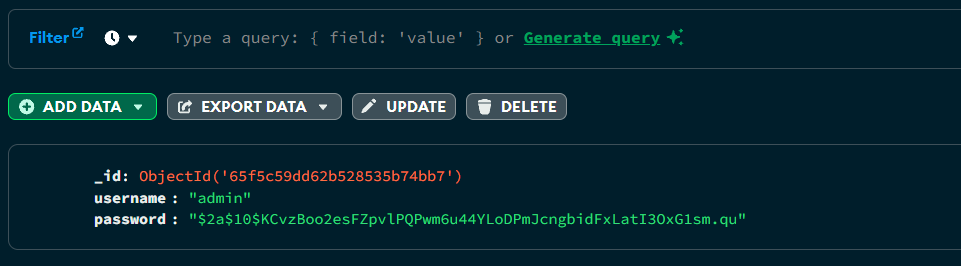 Filter Type a query: { field: 'value' } or Generate query
ADD DATA EXPORT DATA UPDATE DELETE
_id: ObjectId('65f5c59dd62b528535b74bb7')
username : "admin"
password : "$2a$10$KCvzBoo2esFZpvlPQPwm6u44YLoDPmJcngbidFxLatI3OxG1sm.qu"